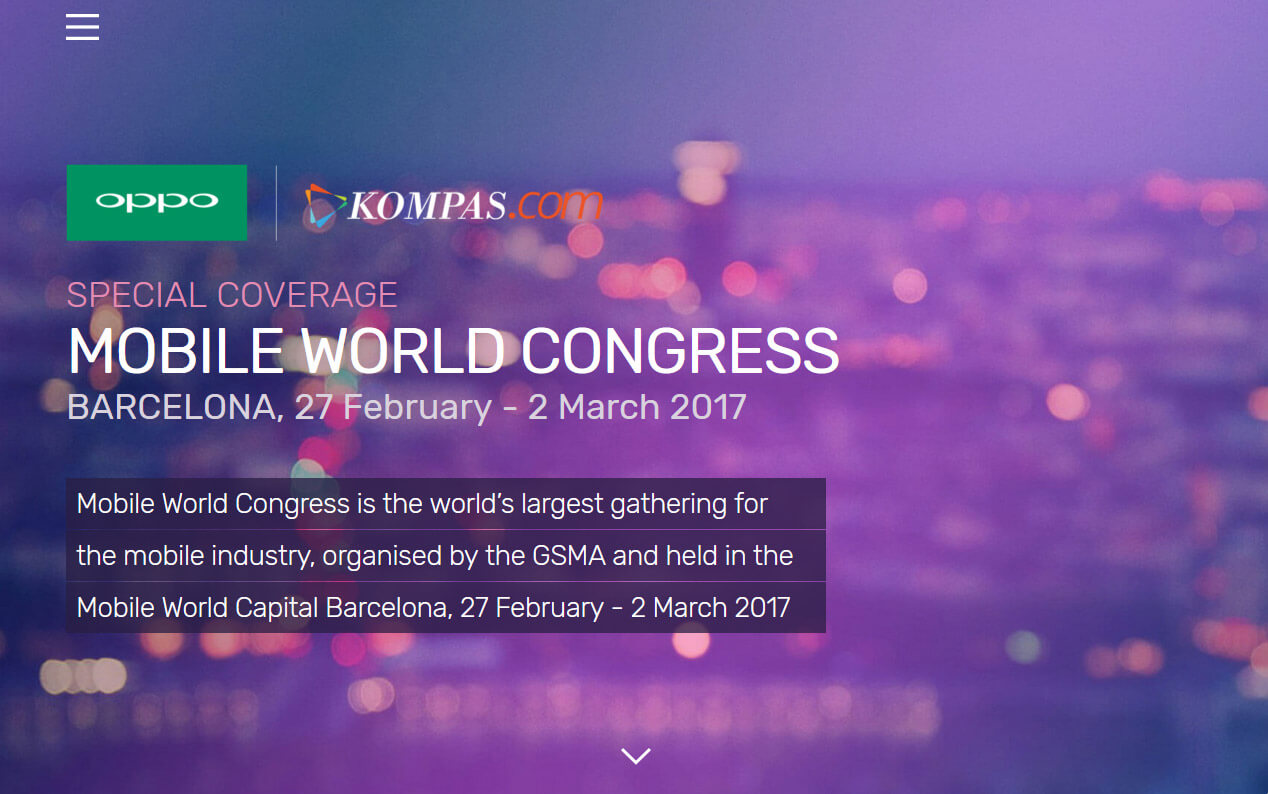 oppo
KOMPAS.com
SPECIAL COVERAGE
MOBILE WORLD CONGRESS
BARCELONA, 27 February - 2 March 2017
Mobile World Congress is the world’s largest gathering for
the mobile industry, organised by the GSMA and held in the
Mobile World Capital Barcelona, 27 February - 2 March 2017